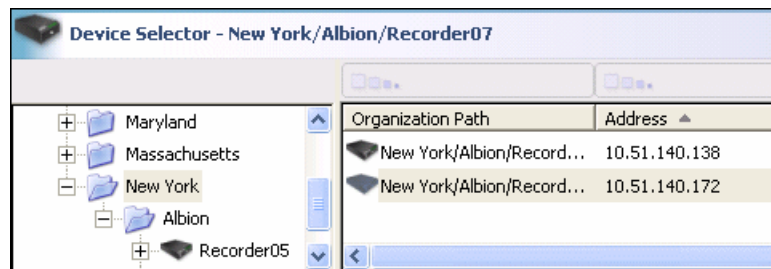 Device Selector - New York/Albion/Recorder07
Maryland
Massachusetts
New York
Albion
Recorder05
Organization Path Address
New York/Albion/Record... 10.51.140.138
New York/Albion/Record... 10.51.140.172